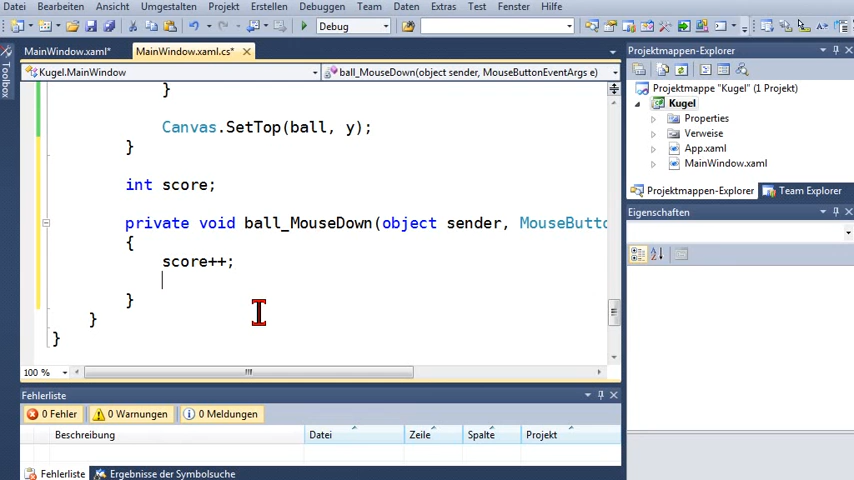 Datei Bearbeiten Ansicht Umgestalten Projekt Erstellen Debuggen Team Daten Extras Test Fenster Hilfe
Debug
MainWindow.xaml* MainWindow.xaml.cs*
Kugel.MainWindow ball_MouseDown(object sender, MouseButtonEventArgs e)
}
Canvas.SetTop(ball, y);
}
int score;
private void ball_MouseDown(object sender, MouseButto
{
score++;
}
}
}
100 %
Toolbox
Fehlerliste
0 Fehler 0 Warnungen 0 Meldungen
Beschreibung Datei Zeile Spalte Projekt
Fehlerliste Ergebnisse der Symbolsuche
Projektmappen-Explorer
Projektmappe "Kugel" (1 Projekt)
Kugel
Properties
Verweise
App.xaml
MainWindow.xaml
Projektmappen-Explorer Team Explorer
Eigenschaften